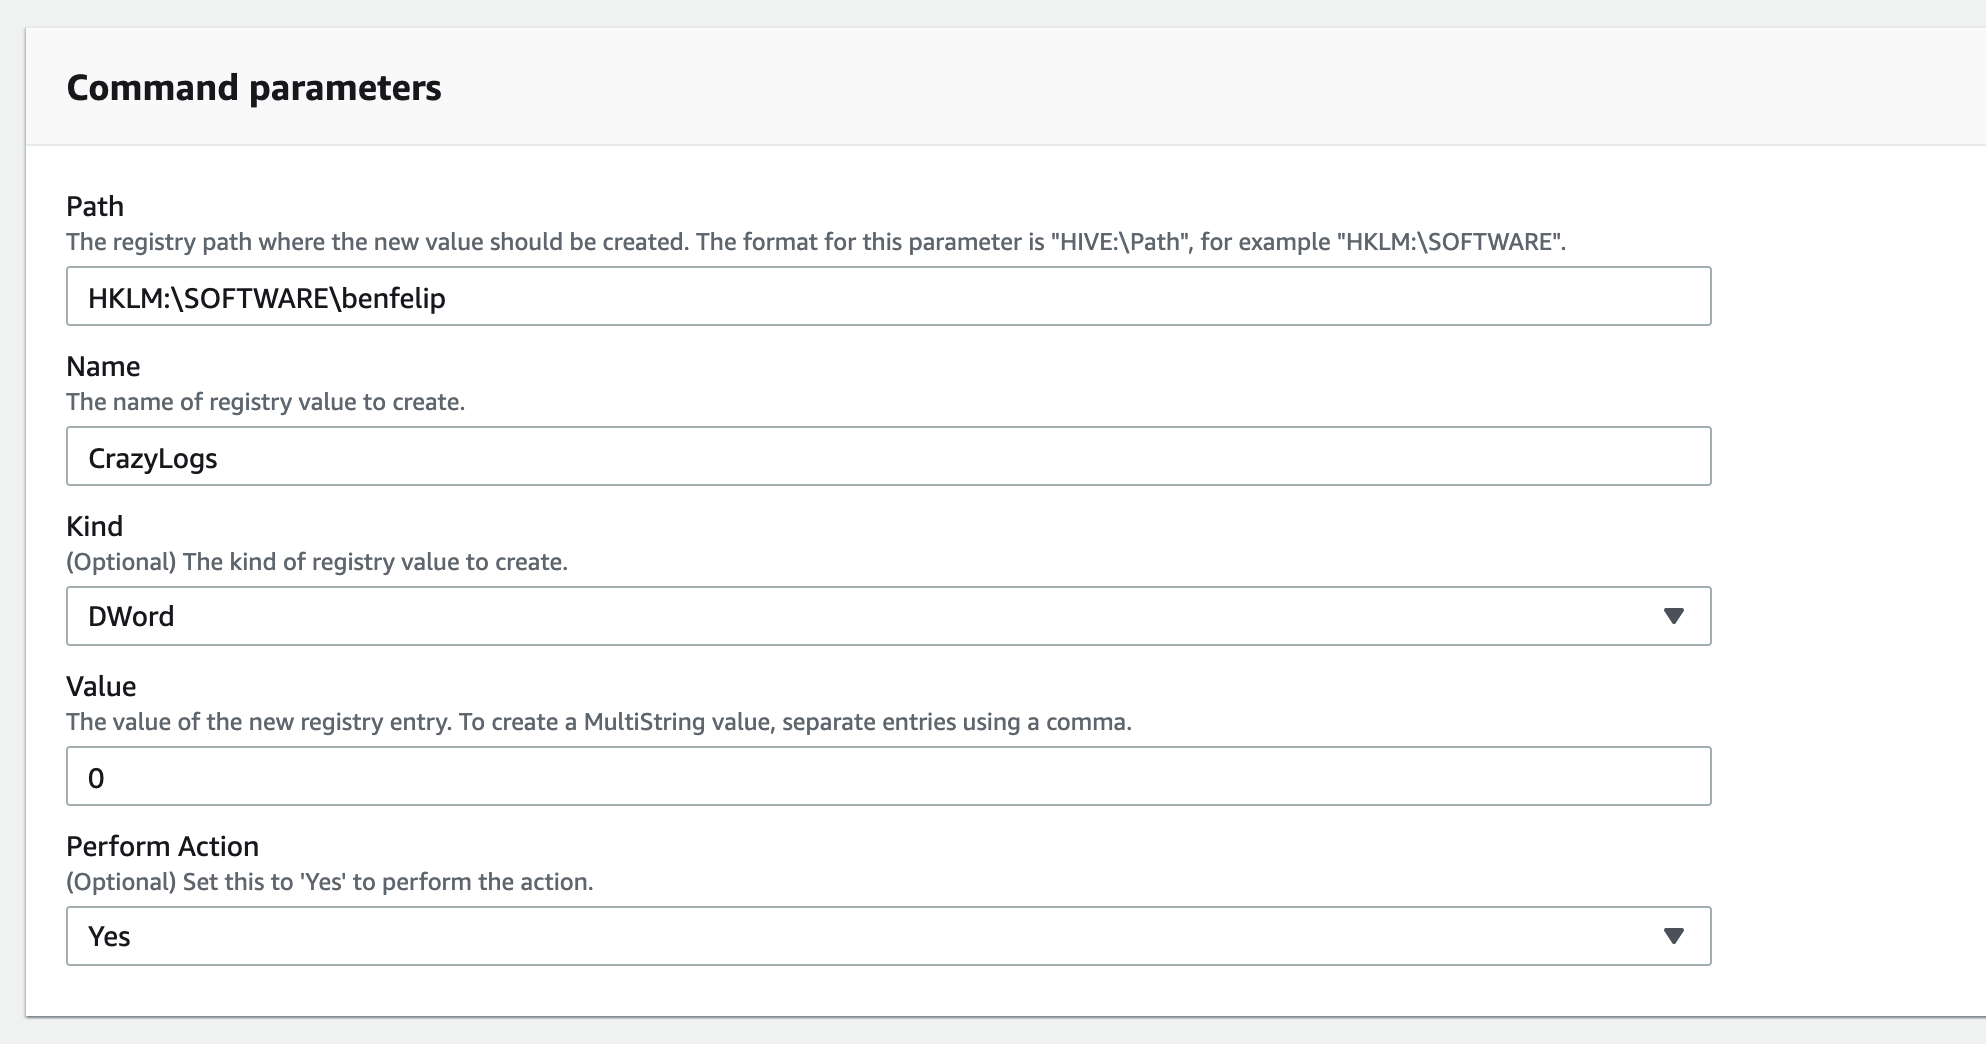 Command parameters
Path
The registry path where the new value should be created. The format for this parameter is "HIVE:\Path", for example "HKLM:\SOFTWARE".
HKLM:\SOFTWARE\benfelip
Name
The name of registry value to create.
CrazyLogs
Kind
(Optional) The kind of registry value to create.
DWord
Value
The value of the new registry entry. To create a MultiString value, separate entries using a comma.
0
Perform Action
(Optional) Set this to 'Yes' to perform the action.
Yes